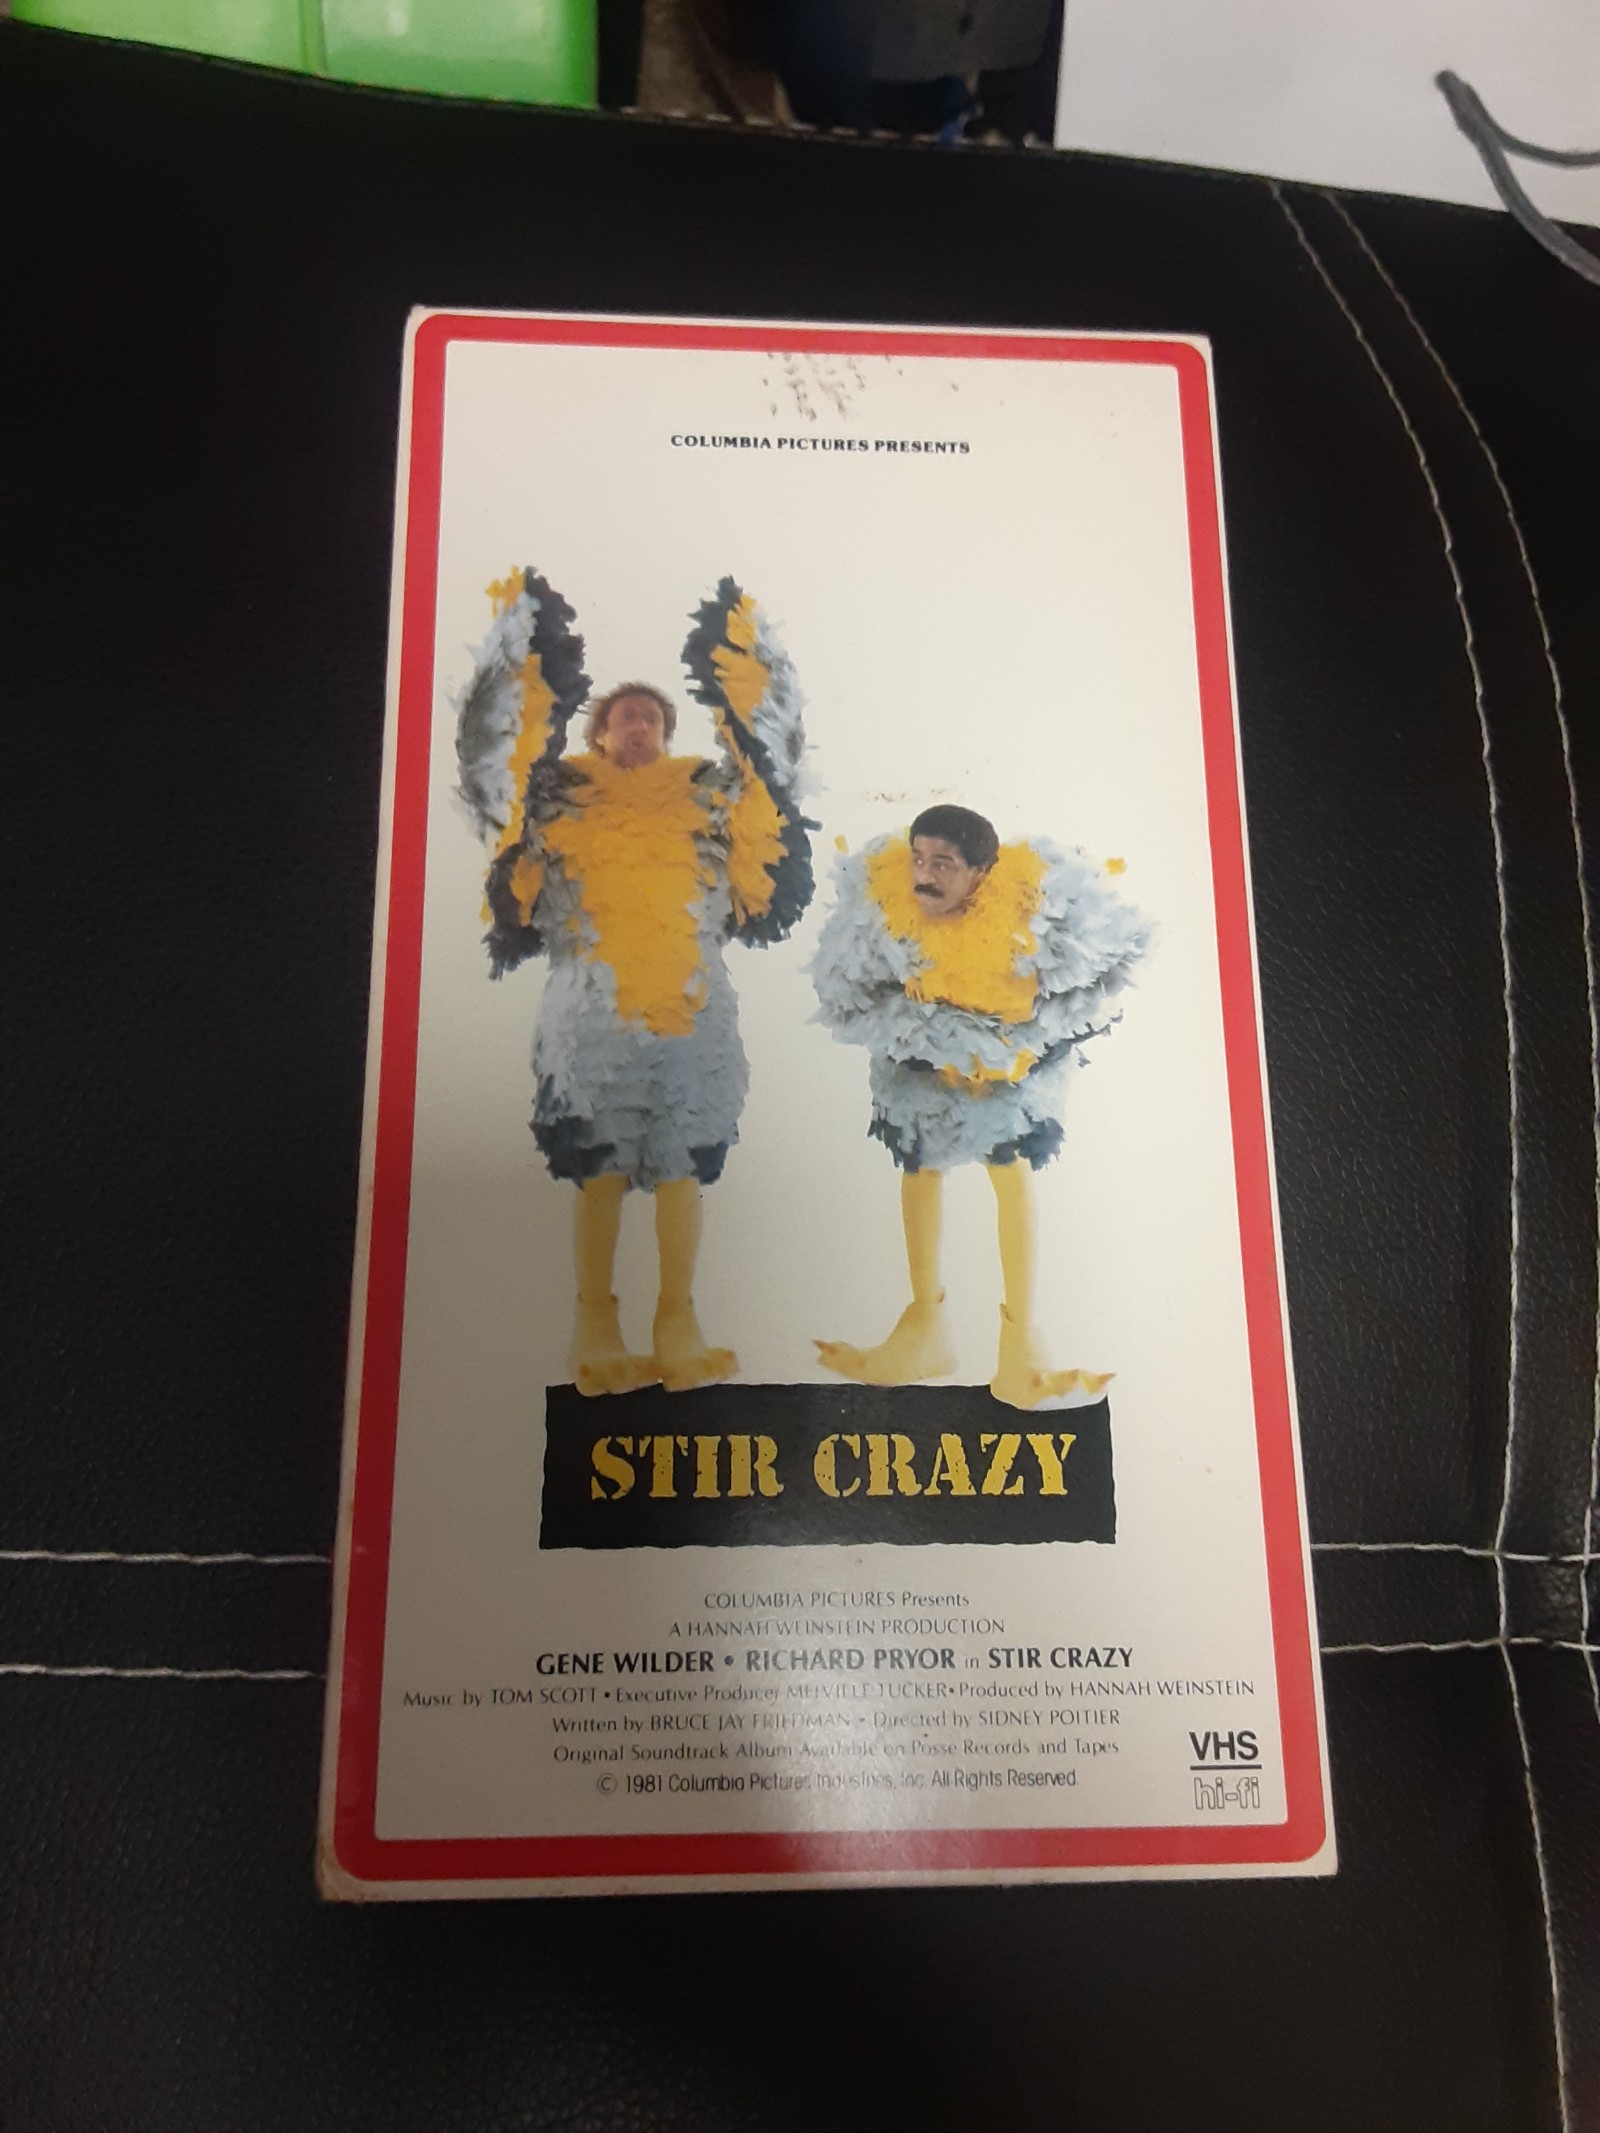 COLUMBIA PICTURES PRESENTS
STIR CRAZY
COLUMBIA PICTURES Presents
A HANNAH WEINSTEIN PRODUCTION
GENE WILDER • RICHARD PRYOR in STIR CRAZY
Music by TOM SCOTT • Executive Producer MELVILLE TUCKER • Produced by HANNAH WEINSTEIN
Written by BRUCE JAY FRIEDMAN • Directed by SIDNEY POITIER
Original Soundtrack Album Available on Posse Records and Tapes
© 1981 Columbia Pictures Industries, Inc. All Rights Reserved.
VHS
hi-fi